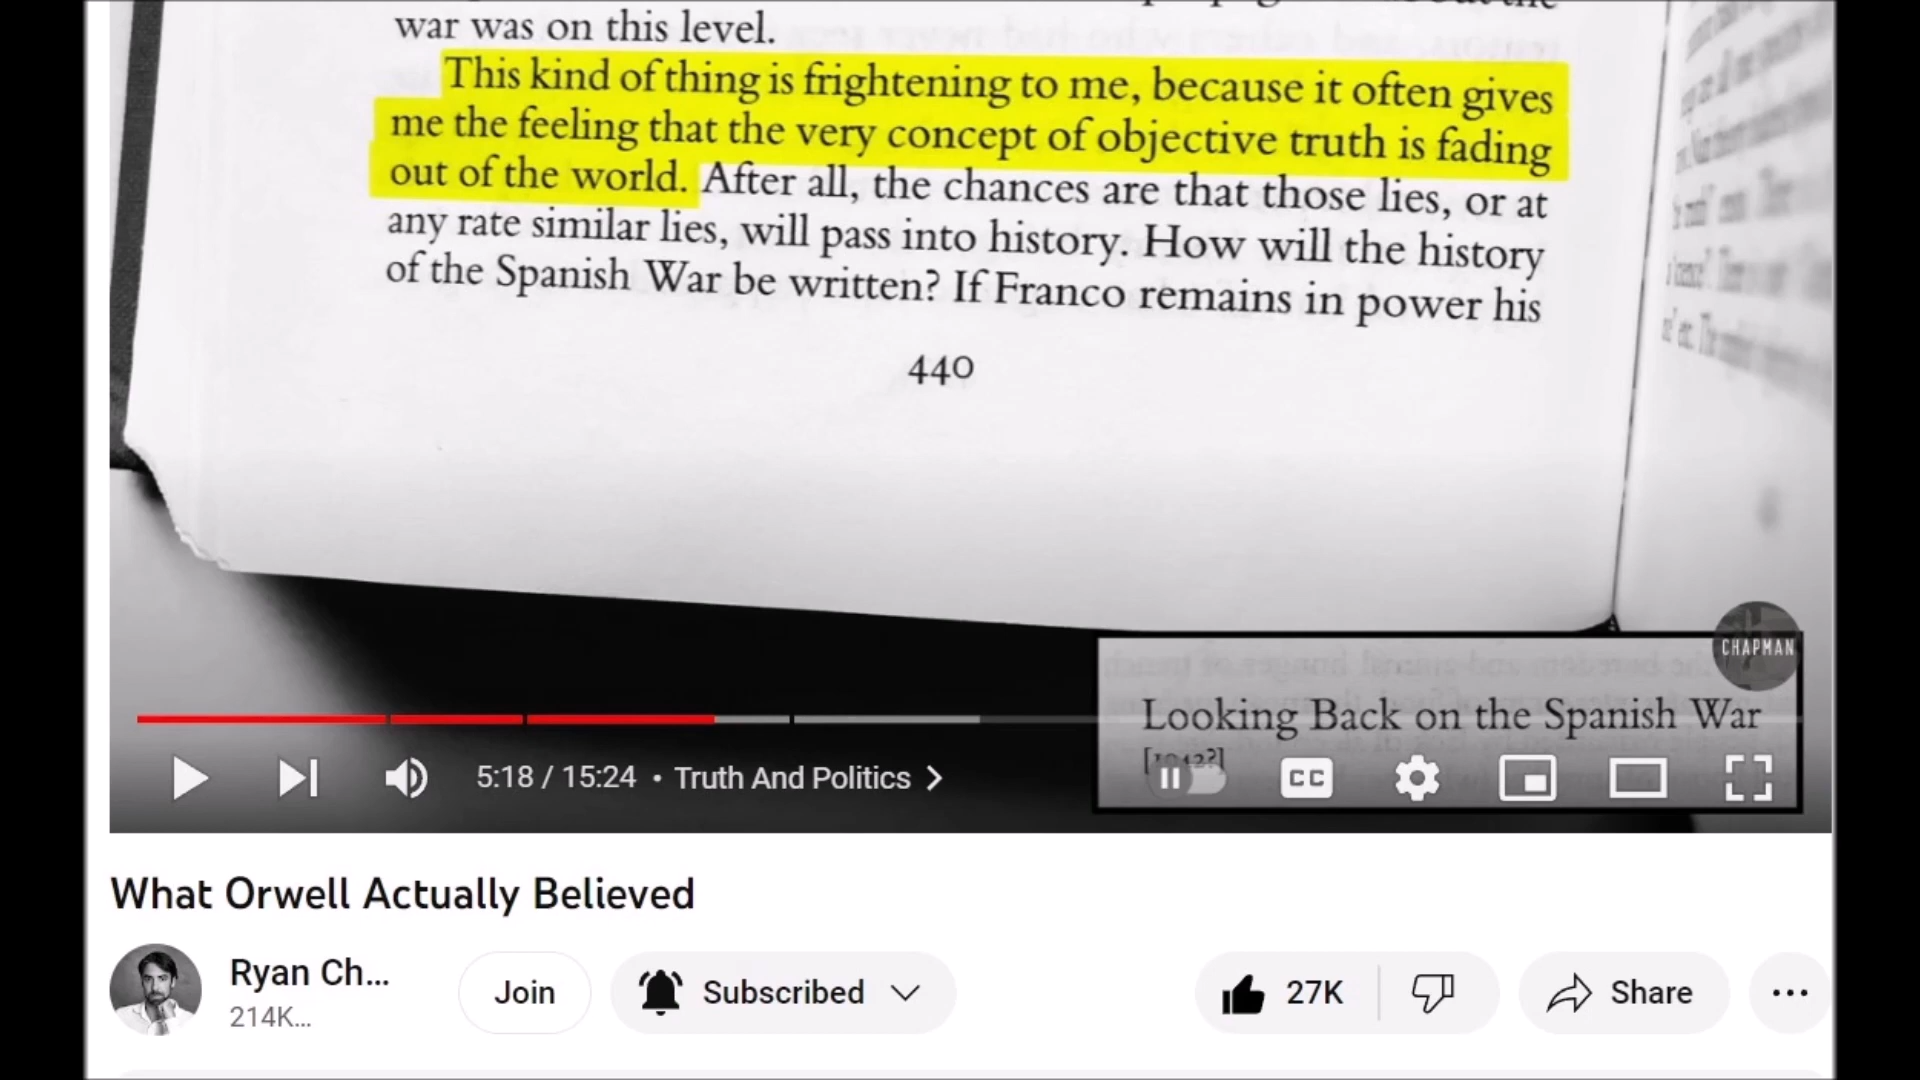 war was on this level.
This kind of thing is frightening to me, because it often gives
me the feeling that the very concept of objective truth is fading
out of the world. After all, the chances are that those lies, or at
any rate similar lies, will pass into history. How will the history
of the Spanish War be written? If Franco remains in power his
440
CHAPMAN
Looking Back on the Spanish War
5:18 / 15:24 • Truth And Politics
CC
What Orwell Actually Believed
Ryan Ch...
214K...
Join
Subscribed
27K
Share